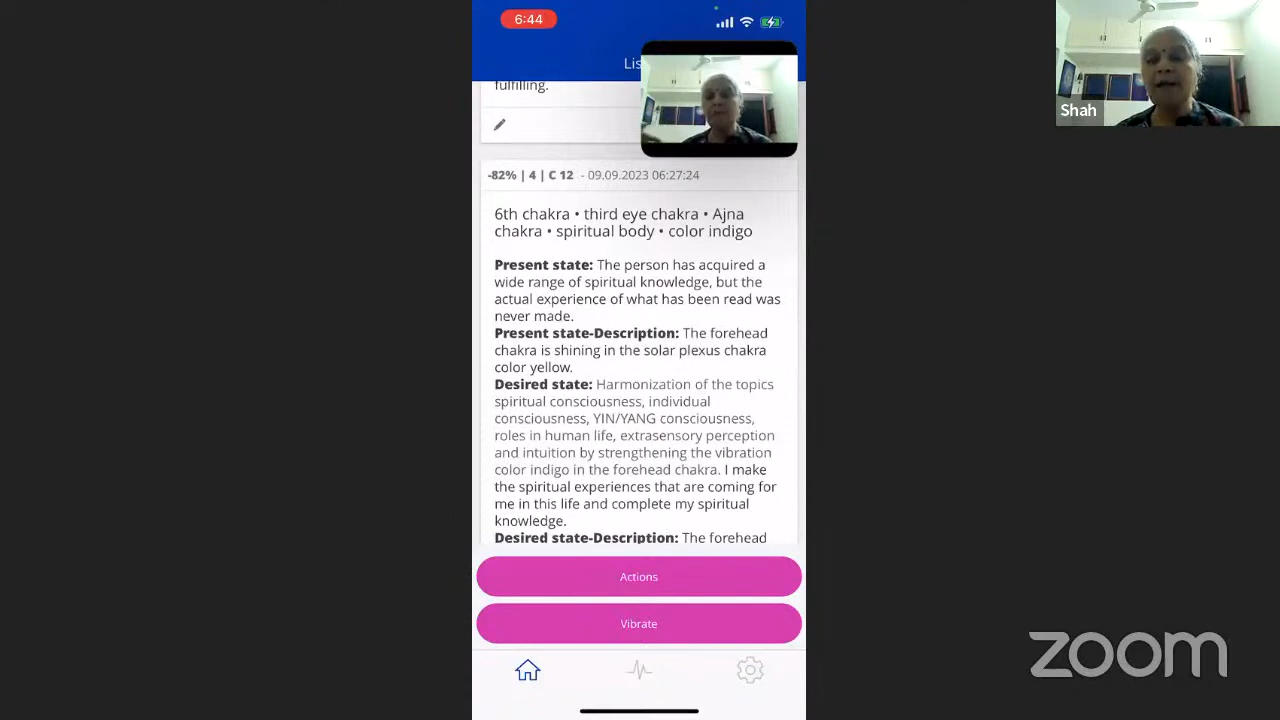 6:44
Lis
fulfilling.
Shah
-82% | 4 | C 12 - 09.09.2023 06:27:24
6th chakra • third eye chakra • Ajna
chakra • spiritual body • color indigo
Present state: The person has acquired a
wide range of spiritual knowledge, but the
actual experience of what has been read was
never made.
Present state-Description: The forehead
chakra is shining in the solar plexus chakra
color yellow.
Desired state: Harmonization of the topics
spiritual consciousness, individual
consciousness, YIN/YANG consciousness,
roles in human life, extrasensory perception
and intuition by strengthening the vibration
color indigo in the forehead chakra. I make
the spiritual experiences that are coming for
me in this life and complete my spiritual
knowledge.
Desired state-Description: The forehead
Actions
Vibrate
zoom